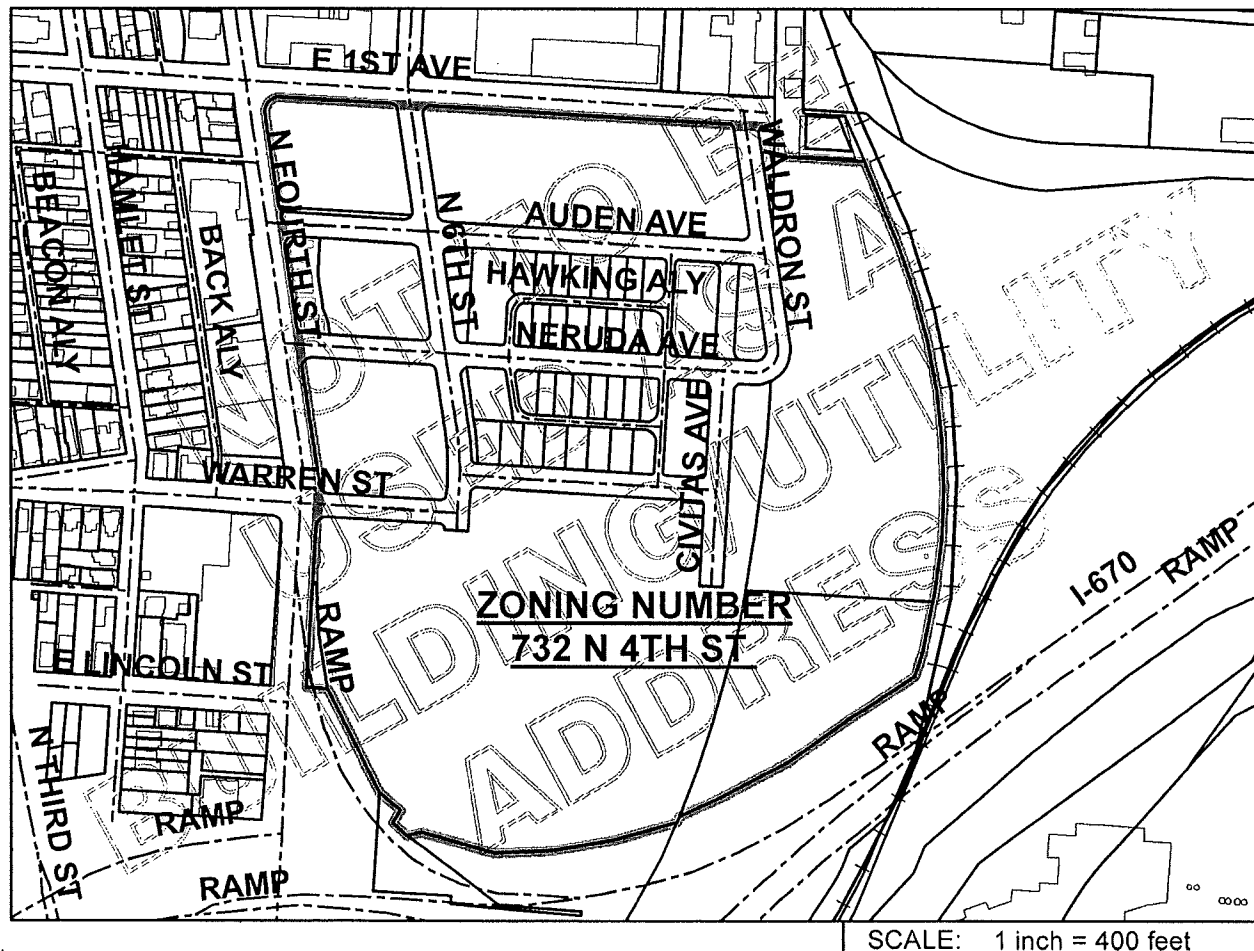 E 1ST AVE
N FOURTH ST
WALDRON ST
HAMLET ST
BEACON ALY
BACK ALY
N 6TH ST
AUDEN AVE
HAWKING ALY
NERUDA AVE
CIVITAS AVE
WARREN ST
ZONING NUMBER
732 N 4TH ST
RAMP
E LINCOLN ST
N THIRD ST
RAMP
RAMP
RAMP
I-670
RAMP
NOT TO BE
USED AS A
BUILDING/UTILITY
ADDRESS
SCALE: 1 inch = 400 feet